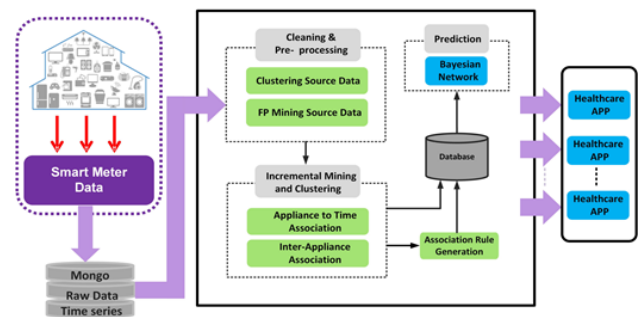 Smart Meter
Data
Mongo
Raw Data
Time series
Cleaning &
Pre- processing
Clustering Source Data
FP Mining Source Data
Incremental Mining
and Clustering
Appliance to Time
Association
Inter-Appliance
Association
Prediction
Bayesian
Network
Database
Association Rule
Generation
Healthcare
APP
Healthcare
APP
Healthcare
APP